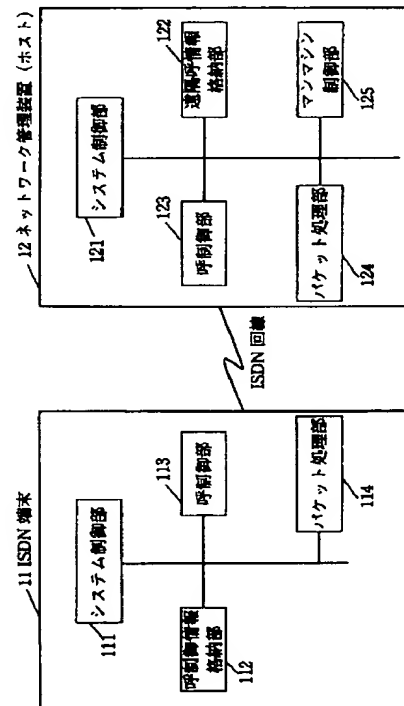 11 ISDN 端末
システム制御部
111
呼制御情報
格納部
112
呼制御部
113
パケット処理部
114
ISDN 回線
12 ネットワーク管理装置 (ホスト)
システム制御部
121
遠隔呼情報
格納部
122
呼制御部
123
パケット処理部
124
マンマシン
制御部
125